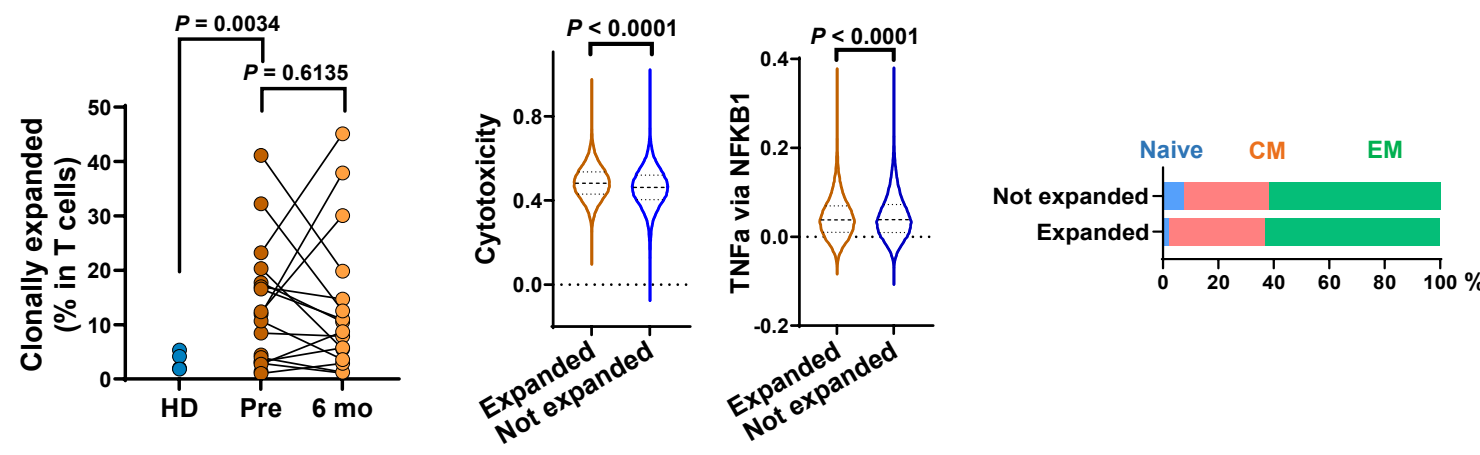 P = 0.0034
P = 0.6135
Clonally expanded
(% in T cells)
50
40
30
20
10
0
HD
Pre
6 mo
P < 0.0001
Cytotoxicity
0.8
0.4
0.0
Expanded
Not expanded
P < 0.0001
TNFa via NFKB1
0.4
0.2
0.0
-0.2
Expanded
Not expanded
Naive CM EM
Not expanded
Expanded
0 20 40 60 80 100 %